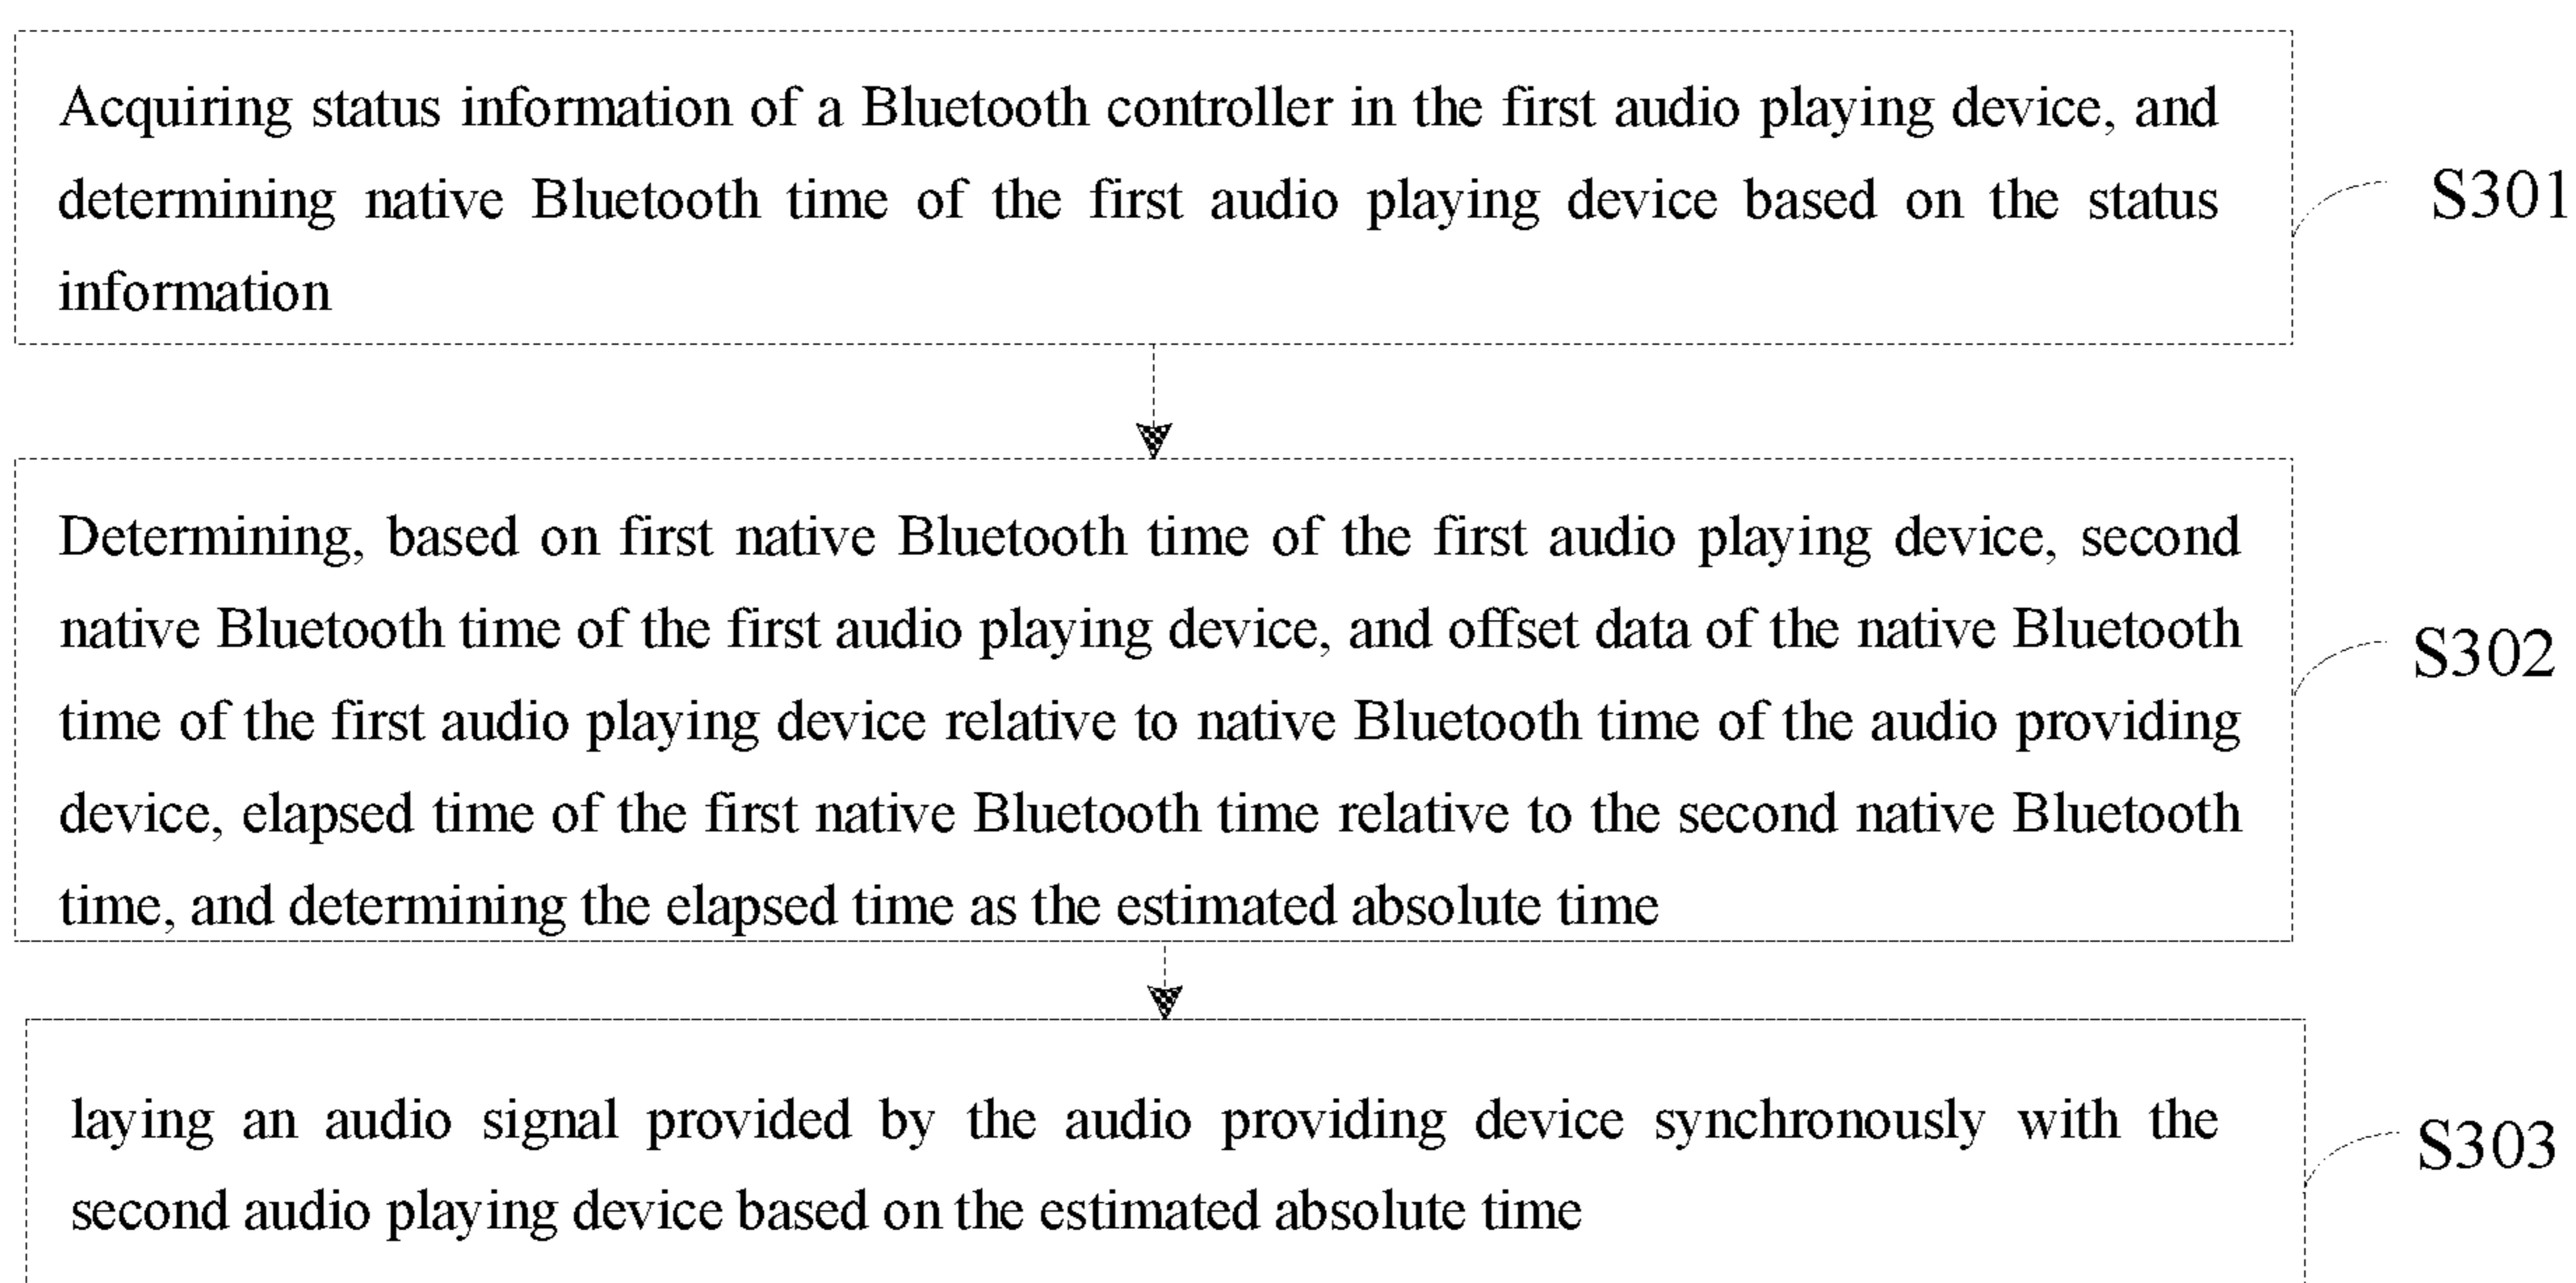 Acquiring status information of a Bluetooth controller in the first audio playing device, and
determining native Bluetooth time of the first audio playing device based on the status
information
S301
Determining, based on first native Bluetooth time of the first audio playing device, second
native Bluetooth time of the first audio playing device, and offset data of the native Bluetooth
time of the first audio playing device relative to native Bluetooth time of the audio providing
device, elapsed time of the first native Bluetooth time relative to the second native Bluetooth
time, and determining the elapsed time as the estimated absolute time
S302
laying an audio signal provided by the audio providing device synchronously with the
second audio playing device based on the estimated absolute time
S303